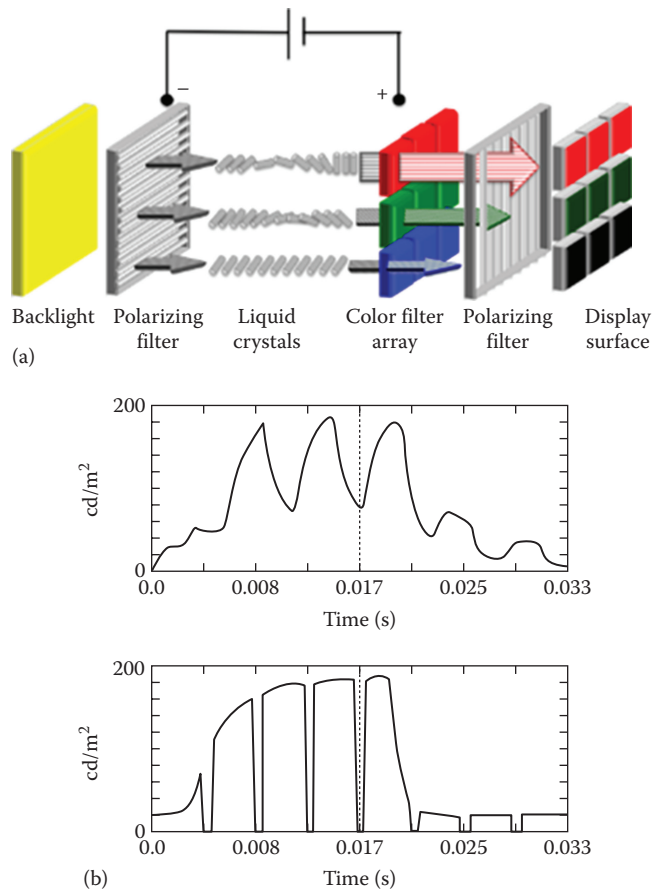 − +
Backlight Polarizing filter Liquid crystals Color filter array Polarizing filter Display surface
(a)
200
cd/m²
0
0.0 0.008 0.017 0.025 0.033
Time (s)
200
cd/m²
0
0.0 0.008 0.017 0.025 0.033
(b) Time (s)